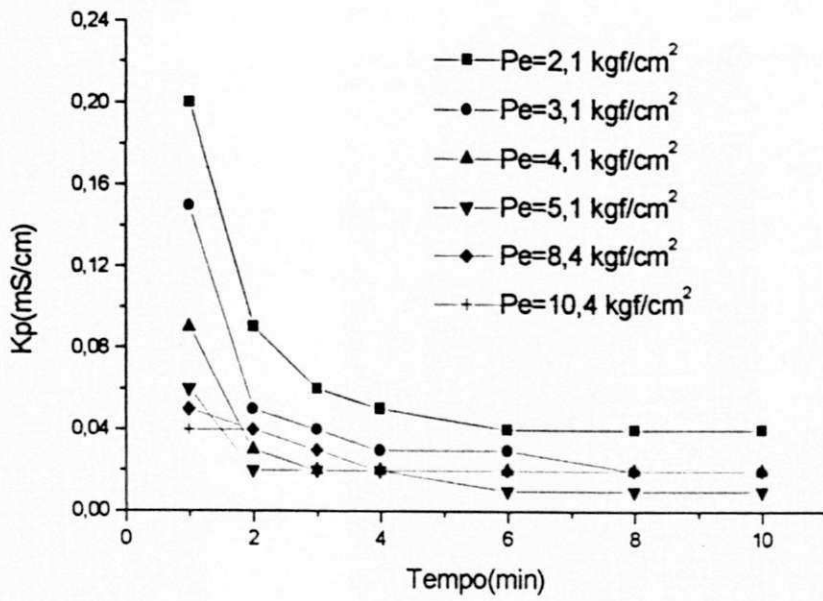 0,24
0,20
0,16
0,12
0,08
0,04
0,00
Kp(mS/cm)
Pe=2,1 kgf/cm²
Pe=3,1 kgf/cm²
Pe=4,1 kgf/cm²
Pe=5,1 kgf/cm²
Pe=8,4 kgf/cm²
Pe=10,4 kgf/cm²
0 2 4 6 8 10
Tempo(min)